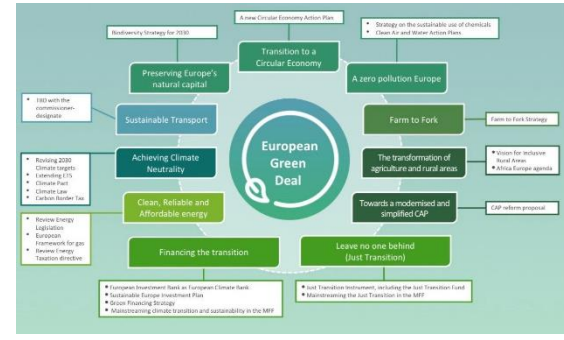 A new Circular Economy Action Plan
Biodiversity Strategy for 2030
• Strategy on the sustainable use of chemicals
• Clean Air and Water Action Plans
Transition to a
Circular Economy
Preserving Europe's
natural capital
A zero pollution Europe
• TBD with the
commissioner-
designate
Sustainable Transport
Farm to Fork
Farm to Fork Strategy
European
Green
Deal
• Revising 2030
Climate targets
• Extending ETS
• Climate Pact
• Climate Law
• Carbon Border Tax
Achieving Climate
Neutrality
The transformation of
agriculture and rural areas
• Vision for Inclusive
Rural Areas
• Africa Europe agenda
• Review Energy
Legislation
• European
Framework for gas
• Review Energy
Taxation directive
Clean, Reliable and
Affordable energy
Towards a modernised and
simplified CAP
CAP reform proposal
Financing the transition
Leave no one behind
(Just Transition)
• European Investment Bank as European Climate Bank
• Sustainable Europe Investment Plan
• Green Financing Strategy
• Mainstreaming climate transition and sustainability in the MFF
• Just Transition Instrument, including the Just Transition Fund
• Mainstreaming the Just Transition in the MFF